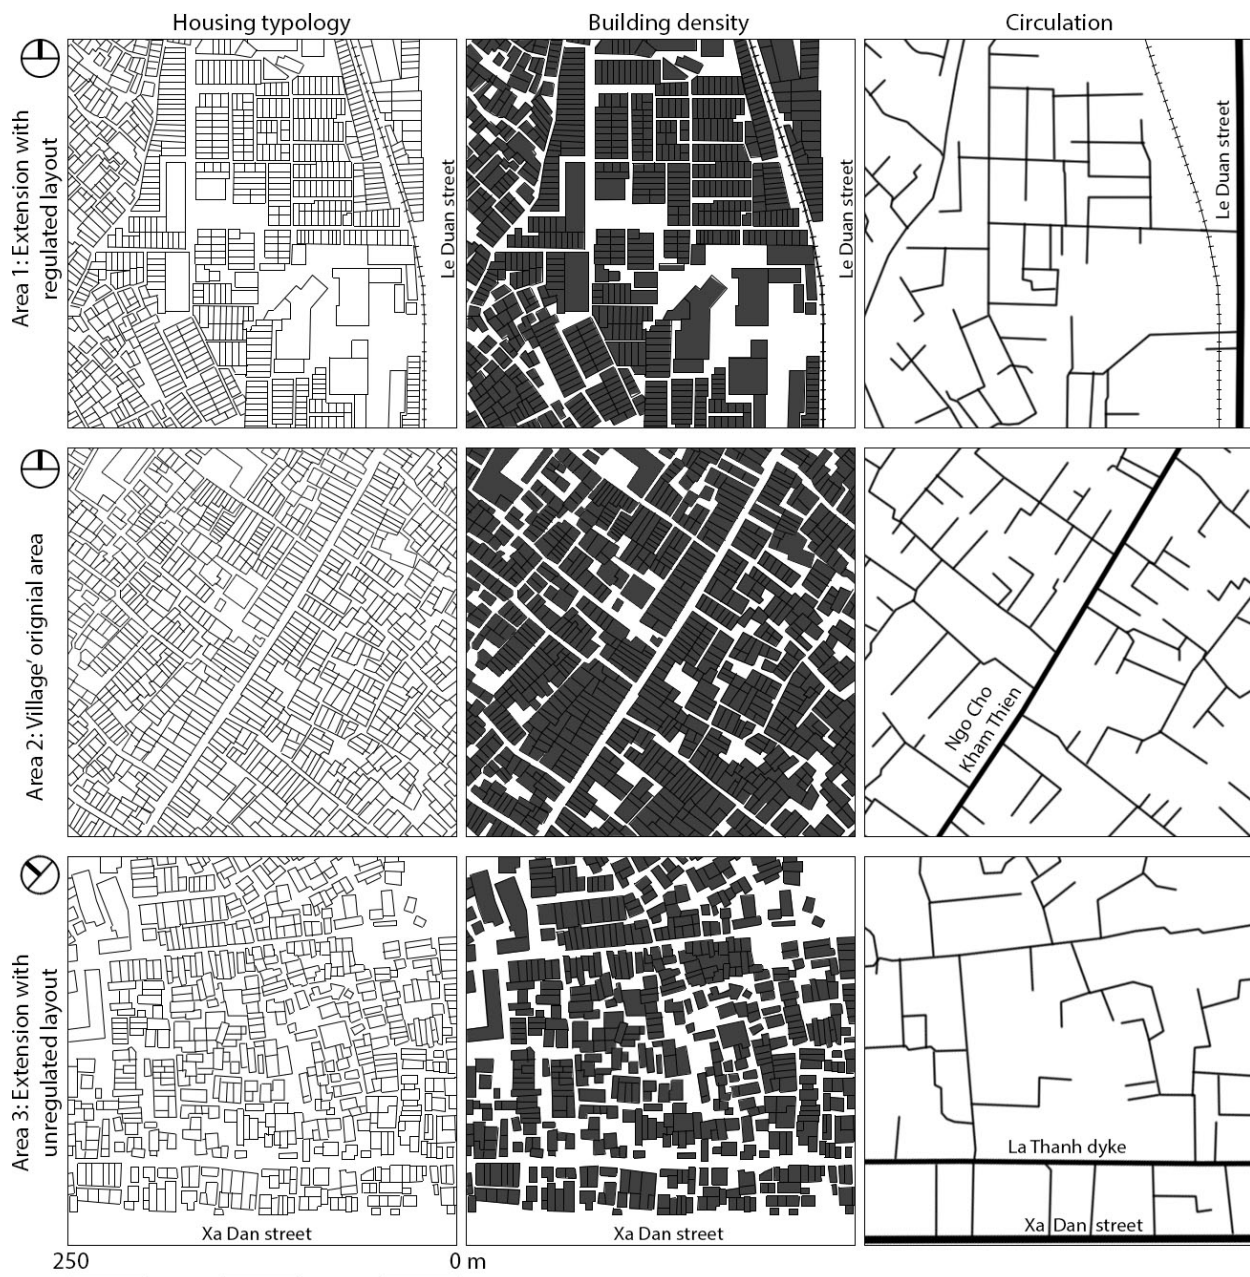 Housing typology
Building density
Circulation
Area 1: Extension with
regulated layout
Le Duan street
Le Duan street
Le Duan street
Area 2: Village' orignial area
Ngo Cho
Kham Thien
Area 3: Extension with
unregulated layout
La Thanh dyke
Xa Dan street
Xa Dan street
Xa Dan street
250
0 m